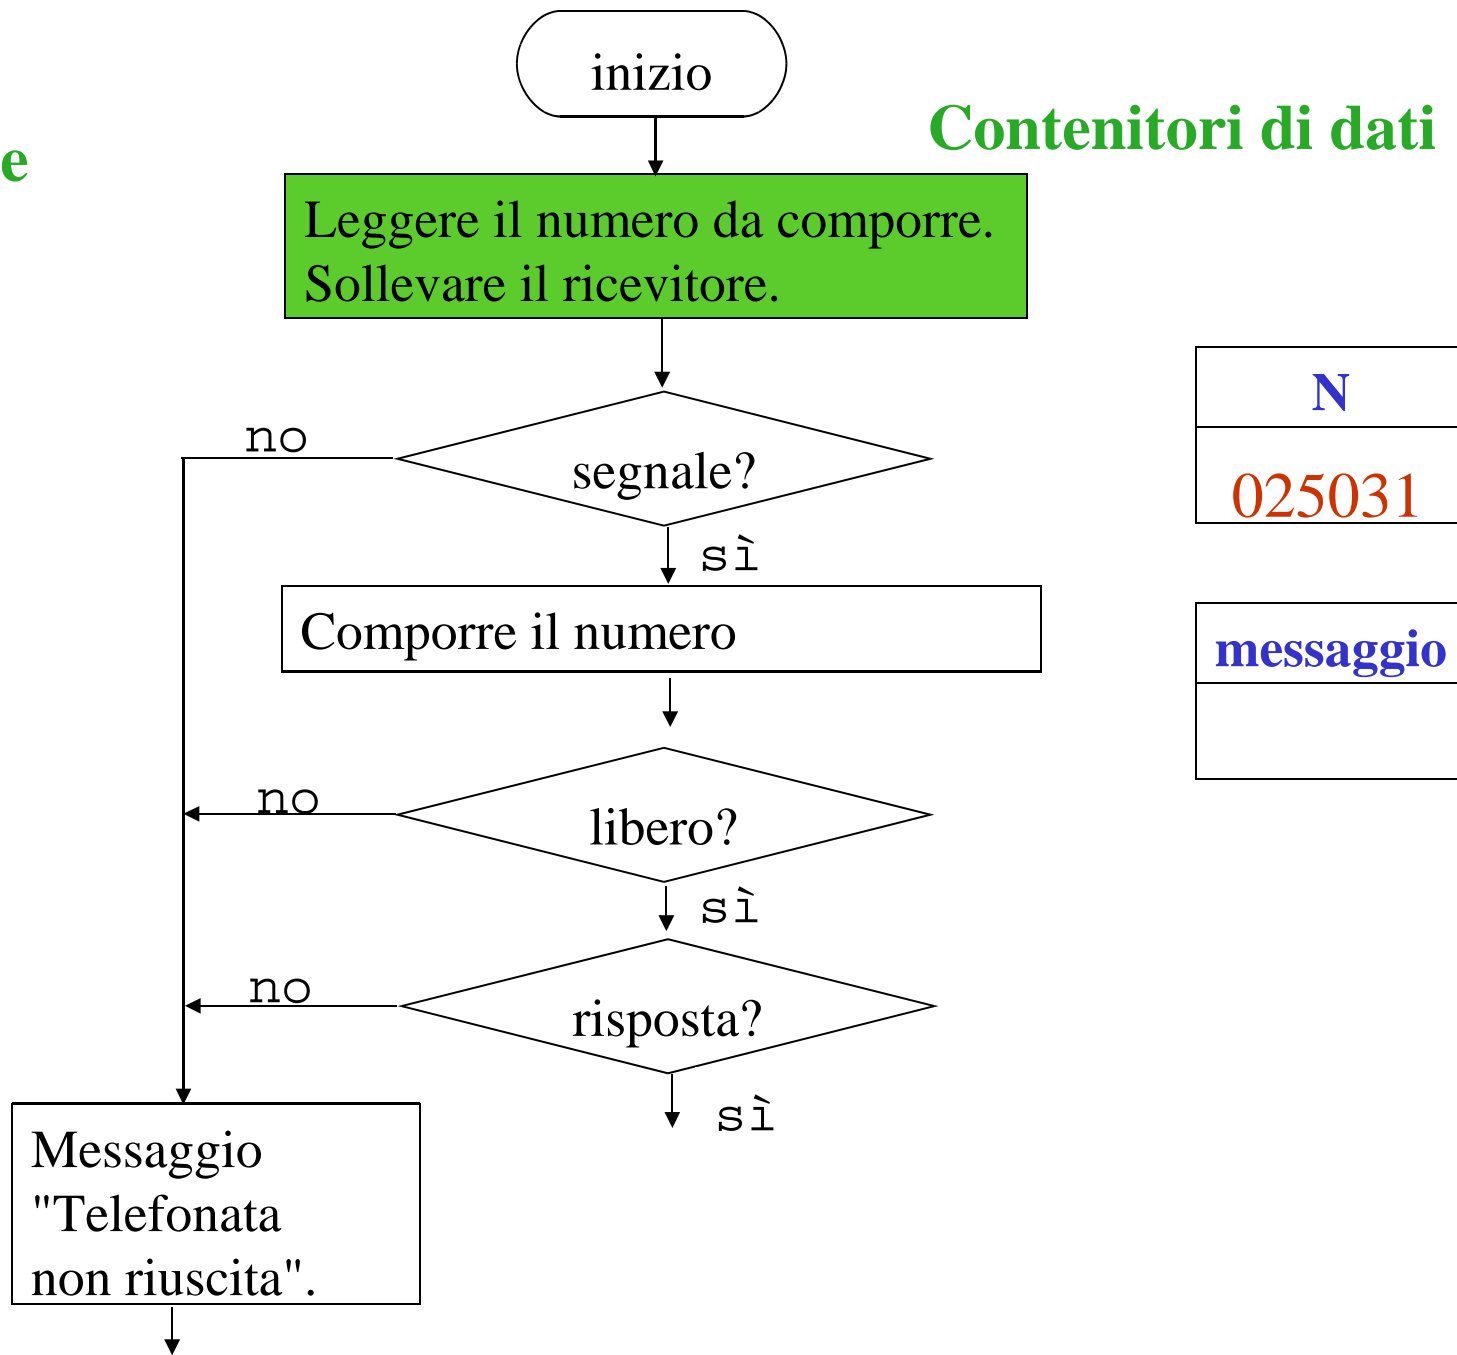 inizio
Contenitori di dati
e
Leggere il numero da comporre.
Sollevare il ricevitore.
N
no
segnale?
025031
sì
Comporre il numero
messaggio
no
libero?
sì
no
risposta?
sì
Messaggio
"Telefonata
non riuscita".